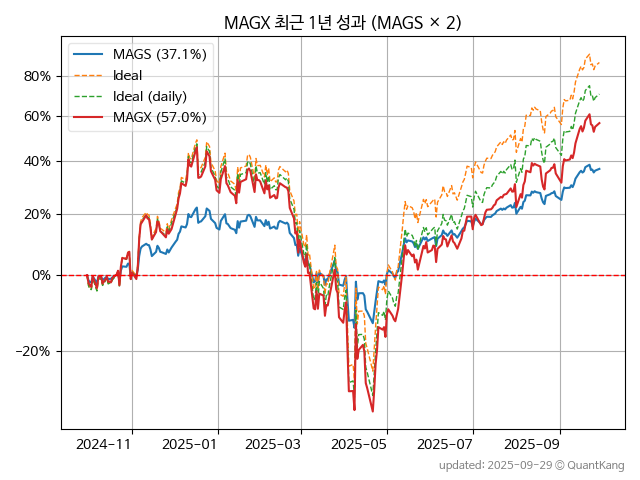 MAGX 최근 1년 성과 (MAGS × 2)
MAGS (37.1%)
Ideal
Ideal (daily)
MAGX (57.0%)
80%
60%
40%
20%
0%
−20%
2024−11
2025−01
2025−03
2025−05
2025−07
2025−09
updated: 2025-09-29 © QuantKang